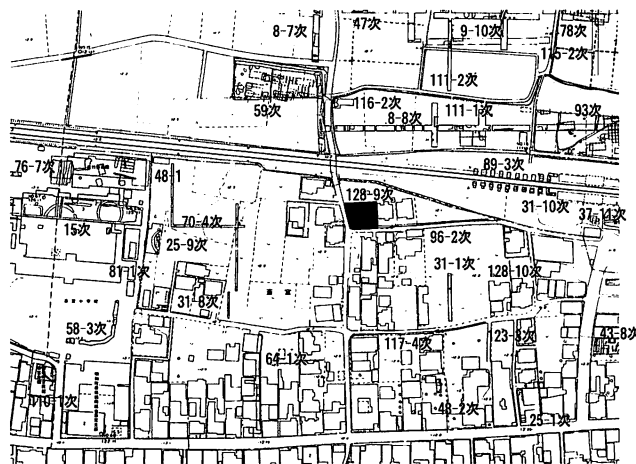 8-7次
47次
9-10次
78次
115-2次
111-2次
59次
116-2次
111-1次
93次
8-8次
89-3次
76-7次
48-1
128-9次
31-10次
15次
70-4次
25-9次
96-2次
81-1次
31-1次
128-10次
31-8次
58-3次
64-1次
117-4次
23-8次
43-8次
110-1次
48-2次
25-1次